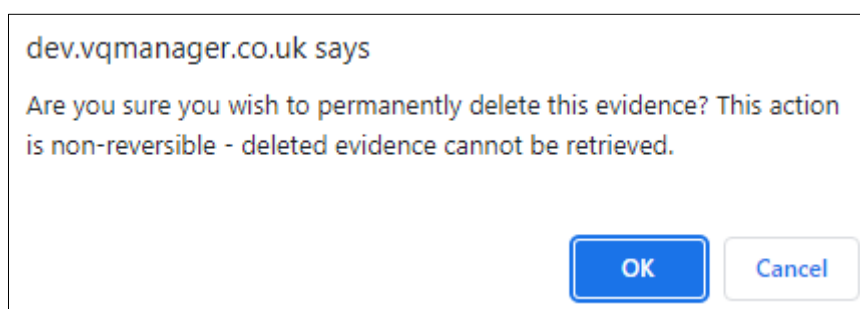 dev.vqmanager.co.uk says
Are you sure you wish to permanently delete this evidence? This action
is non-reversible - deleted evidence cannot be retrieved.
OK
Cancel